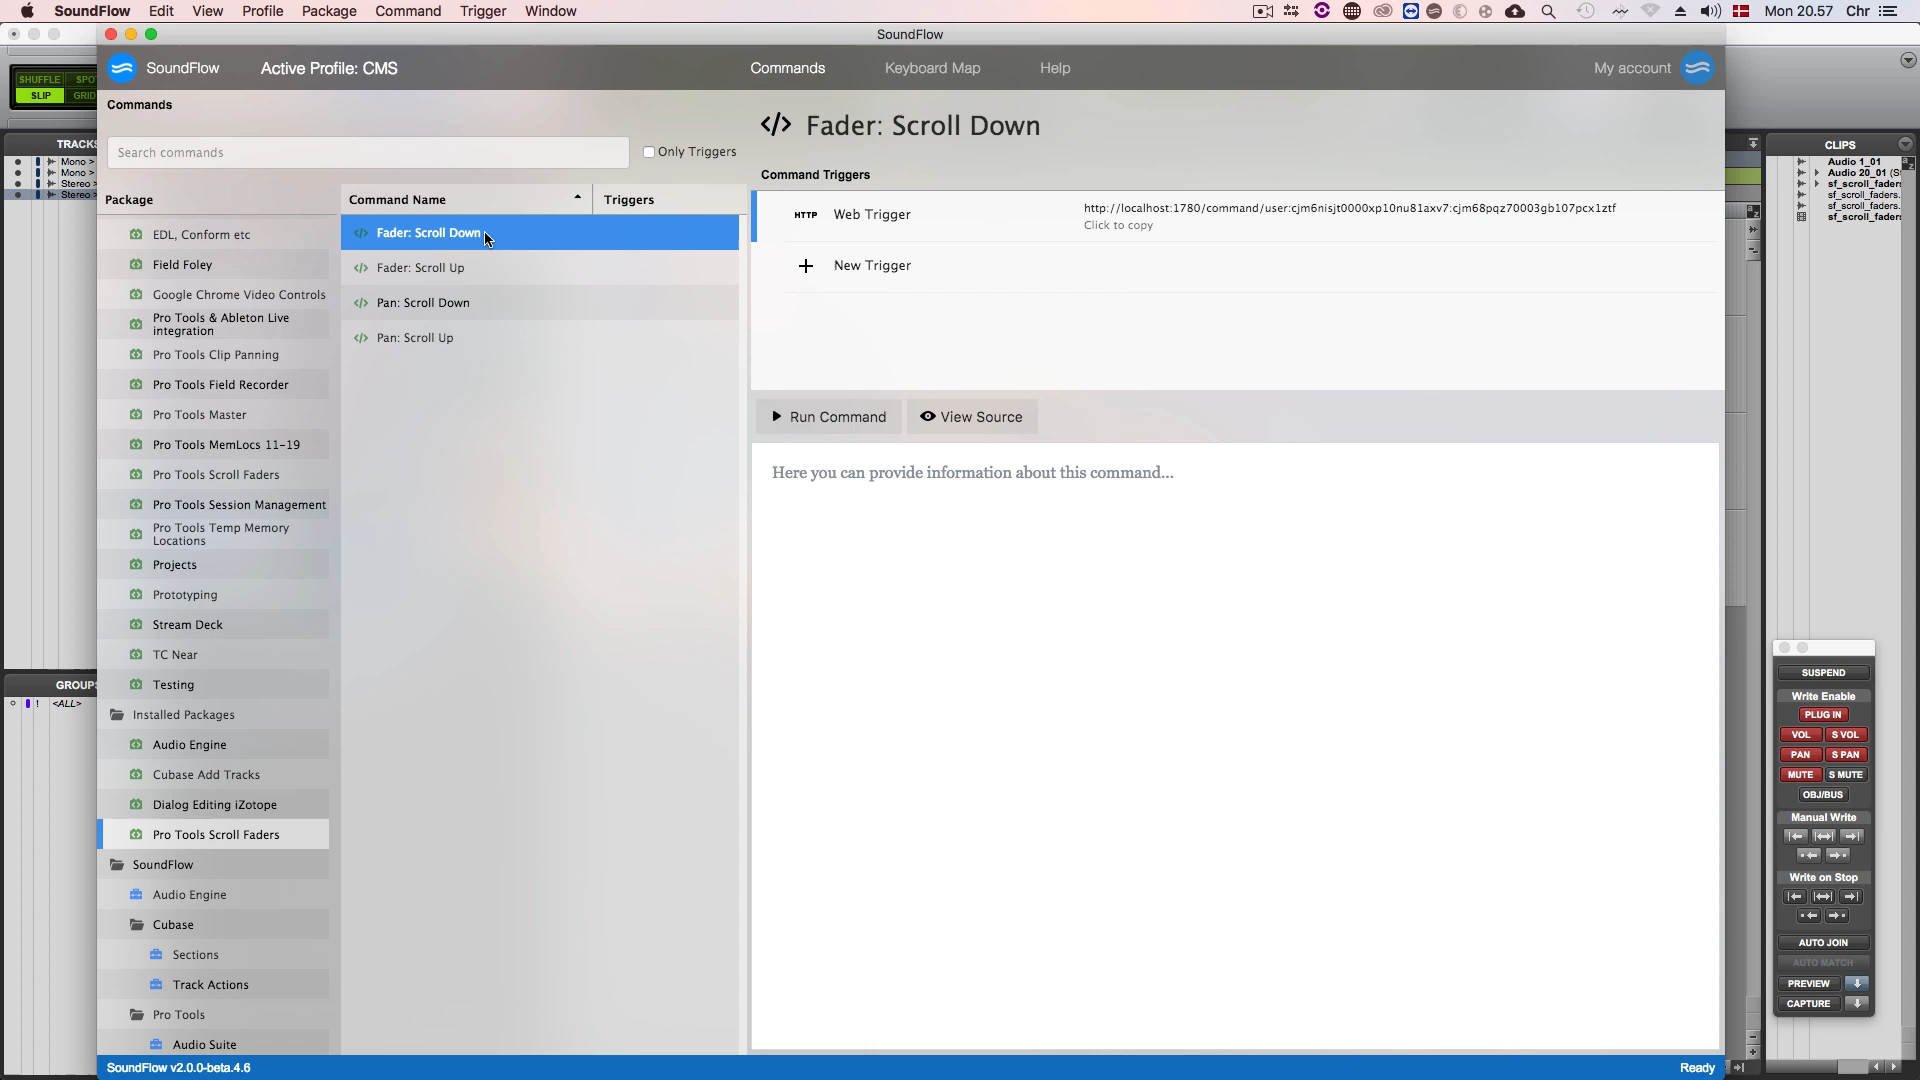 SoundFlow Edit View Profile Package Command Trigger Window
Mon 20.57 Chr
SoundFlow
SoundFlow Active Profile: CMS Commands Keyboard Map Help My account
Commands
Search commands
Only Triggers
Package
Command Name
Triggers
EDL, Conform etc
Field Foley
Google Chrome Video Controls
Pro Tools & Ableton Live
integration
Pro Tools Clip Panning
Pro Tools Field Recorder
Pro Tools Master
Pro Tools MemLocs 11-19
Pro Tools Scroll Faders
Pro Tools Session Management
Pro Tools Temp Memory
Locations
Projects
Prototyping
Stream Deck
TC Near
Testing
Installed Packages
Audio Engine
Cubase Add Tracks
Dialog Editing iZotope
Pro Tools Scroll Faders
SoundFlow
Audio Engine
Cubase
Sections
Track Actions
Pro Tools
Audio Suite
Fader: Scroll Down
Fader: Scroll Up
Pan: Scroll Down
Pan: Scroll Up
</> Fader: Scroll Down
Command Triggers
HTTP Web Trigger
http://localhost:1780/command/user:cjm6nisjt0000xp10nu81axv7:cjm68pqz70003gb107pcx1ztf
Click to copy
New Trigger
Run Command
View Source
Here you can provide information about this command...
SoundFlow v2.0.0-beta.4.6
Ready
SHUFFLE SPO
SLIP GRID
TRACKS
Mono >
Mono >
Stereo >
Stereo >
GROUPS
! <ALL>
CLIPS
Audio 1_01
Audio 20_01 (S
sf_scroll_faders
sf_scroll_faders.
sf_scroll_faders.
sf_scroll_faders
SUSPEND
Write Enable
PLUG IN
VOL S VOL
PAN S PAN
MUTE S MUTE
OBJ/BUS
Manual Write
Write on Stop
AUTO JOIN
AUTO MATCH
PREVIEW
CAPTURE